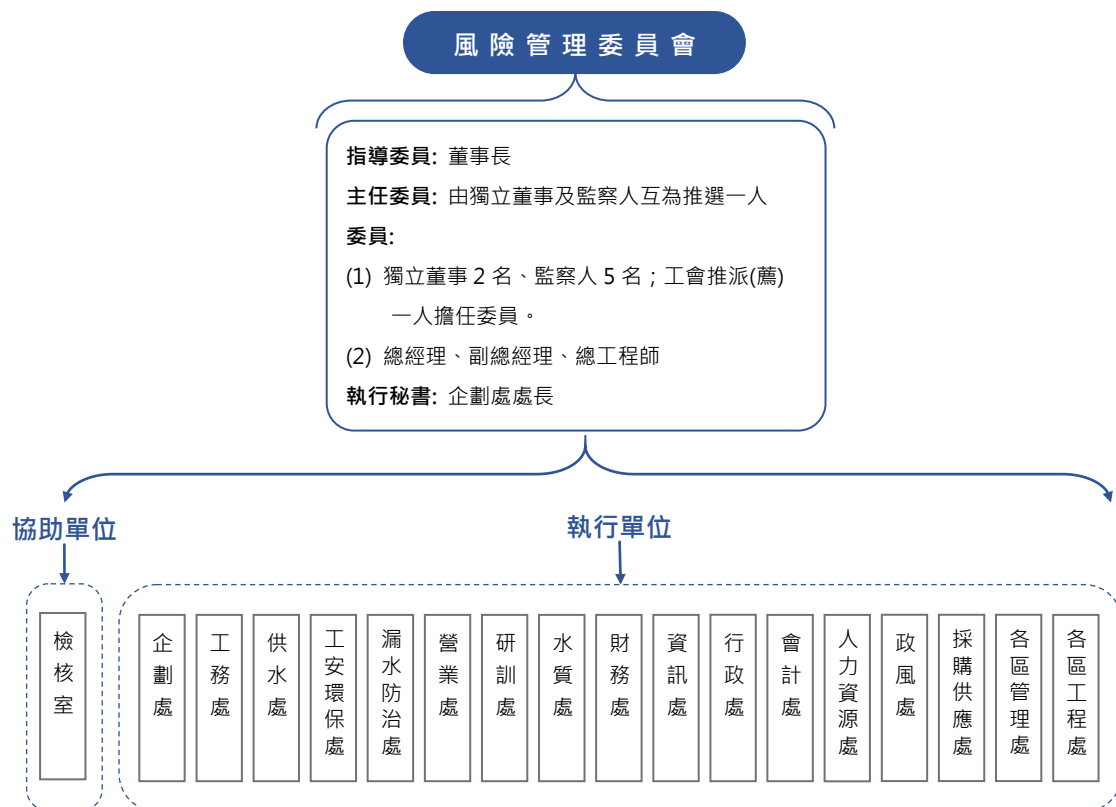 風險管理委員會
指導委員: 董事長
主任委員: 由獨立董事及監察人互為推選一人
委員:
(1) 獨立董事 2 名、監察人 5 名；工會推派(薦)
一人擔任委員。
(2) 總經理、副總經理、總工程師
執行秘書: 企劃處處長
協助單位
執行單位
檢核室
企劃處
工務處
供水處
工安環保處
漏水防治處
營業處
研訓處
水質處
財務處
資訊處
行政處
會計處
人力資源處
政風處
採購供應處
各區管理處
各區工程處